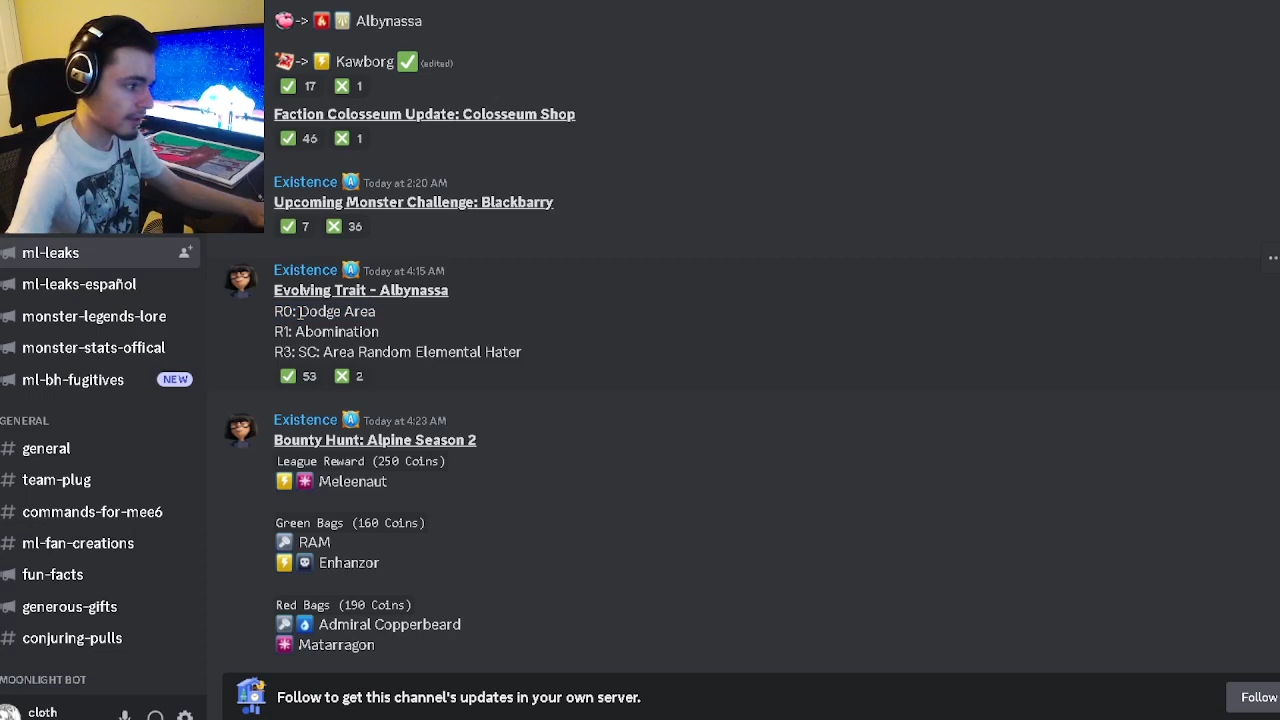 -> Albynassa
-> Kawborg (edited)
17 1
Faction Colosseum Update: Colosseum Shop
46 1
Existence Today at 2:20 AM
Upcoming Monster Challenge: Blackbarry
7 36
Existence Today at 4:15 AM
Evolving Trait - Albynassa
R0: Dodge Area
R1: Abomination
R3: SC: Area Random Elemental Hater
53 2
Existence Today at 4:23 AM
Bounty Hunt: Alpine Season 2
League Reward (250 Coins)
Meleenaut
Green Bags (160 Coins)
RAM
Enhanzor
Red Bags (190 Coins)
Admiral Copperbeard
Matarragon
Follow to get this channel's updates in your own server.
Follow
ml-leaks
ml-leaks-español
monster-legends-lore
monster-stats-offical
ml-bh-fugitives NEW
GENERAL
general
team-plug
commands-for-mee6
ml-fan-creations
fun-facts
generous-gifts
conjuring-pulls
MOONLIGHT BOT
cloth